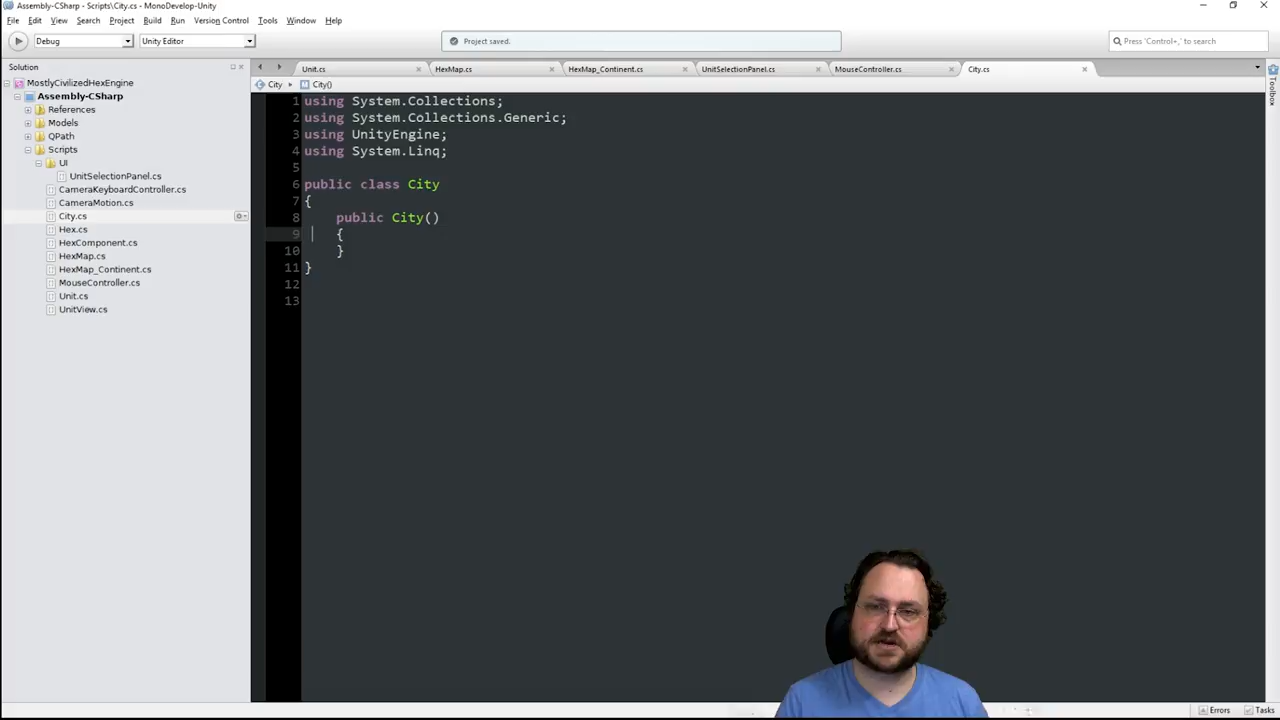 Assembly-CSharp - Scripts\City.cs - MonoDevelop-Unity
File Edit View Search Project Build Run Version Control Tools Window Help
Debug Unity Editor Project saved. Press 'Control+,' to search
Solution
Unit.cs HexMap.cs HexMap_Continent.cs UnitSelectionPanel.cs MouseController.cs City.cs
City City()
Toolbox
MostlyCivilizedHexEngine
Assembly-CSharp
References
Models
QPath
Scripts
UI
UnitSelectionPanel.cs
CameraKeyboardController.cs
CameraMotion.cs
City.cs
Hex.cs
HexComponent.cs
HexMap.cs
HexMap_Continent.cs
MouseController.cs
Unit.cs
UnitView.cs
1 using System.Collections;
2 using System.Collections.Generic;
3 using UnityEngine;
4 using System.Linq;
5
6 public class City
7 {
8 public City()
9 {
10 }
11 }
12
13
Errors Tasks